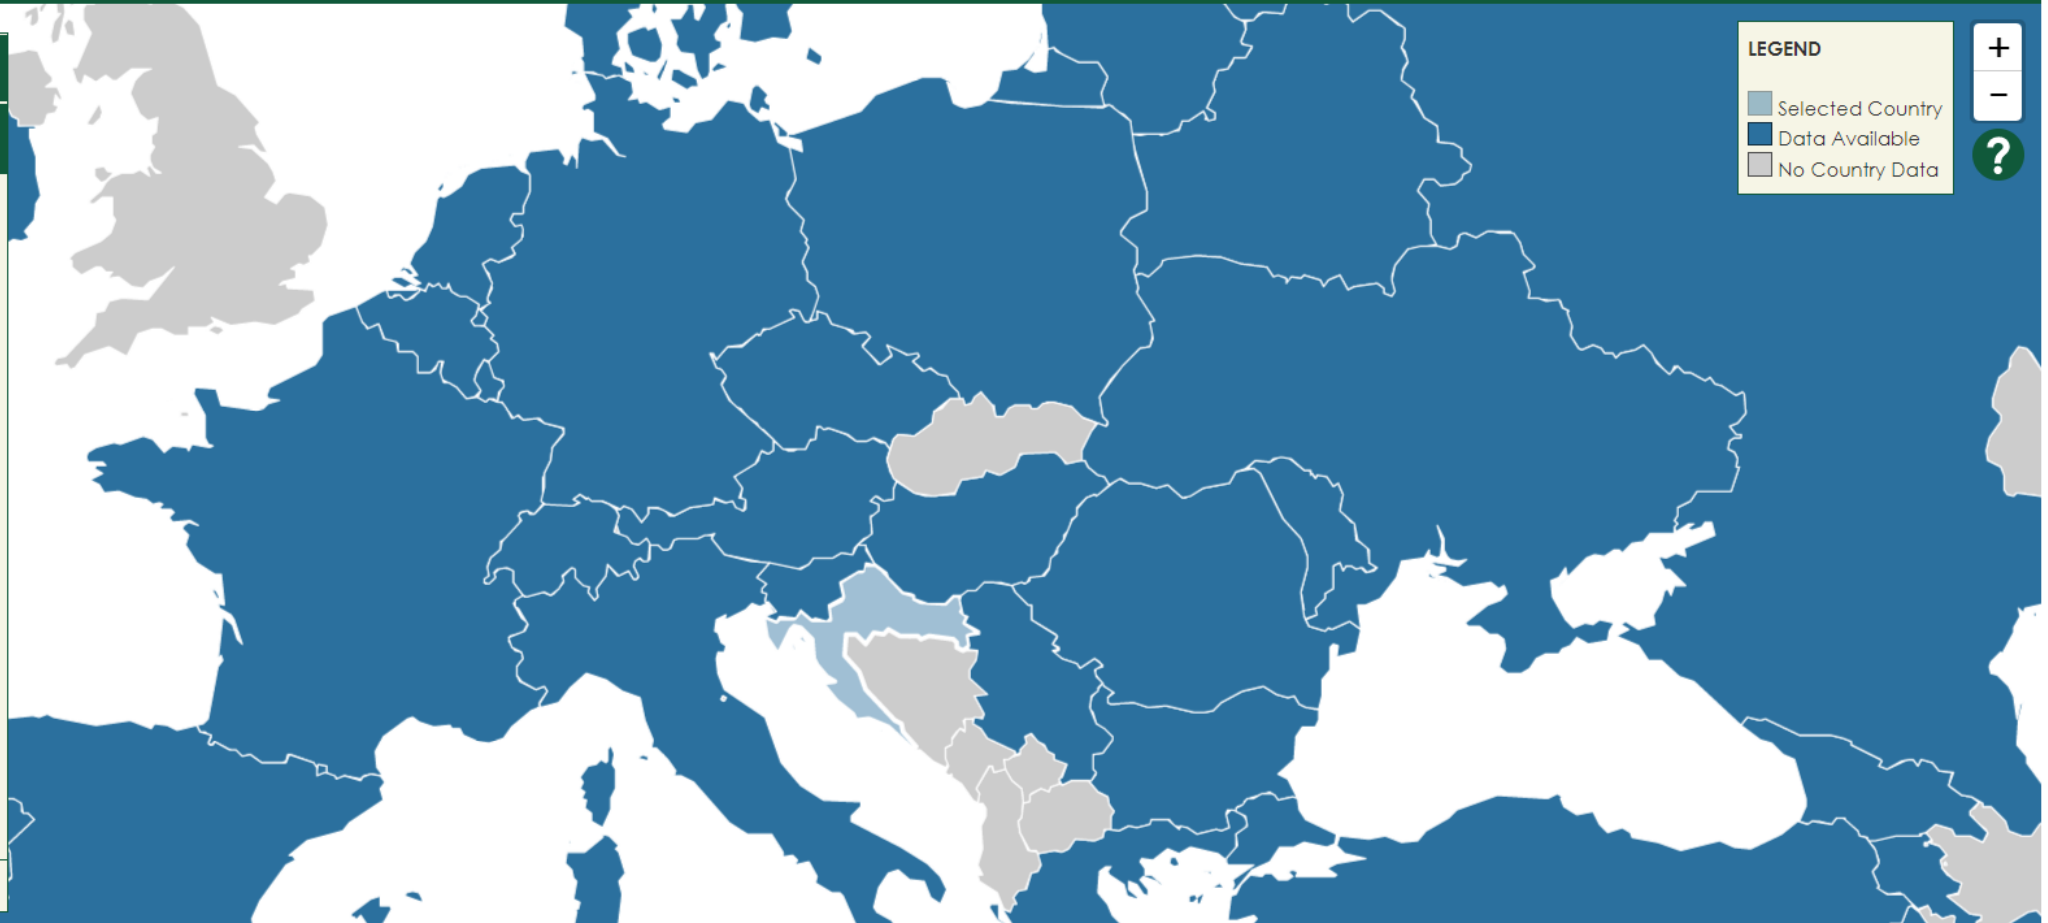 LEGEND
Selected Country
Data Available
No Country Data
+
−
?